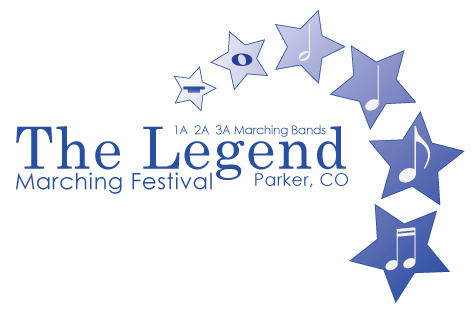 1A 2A 3A Marching Bands
The Legend
Marching Festival
Parker, CO